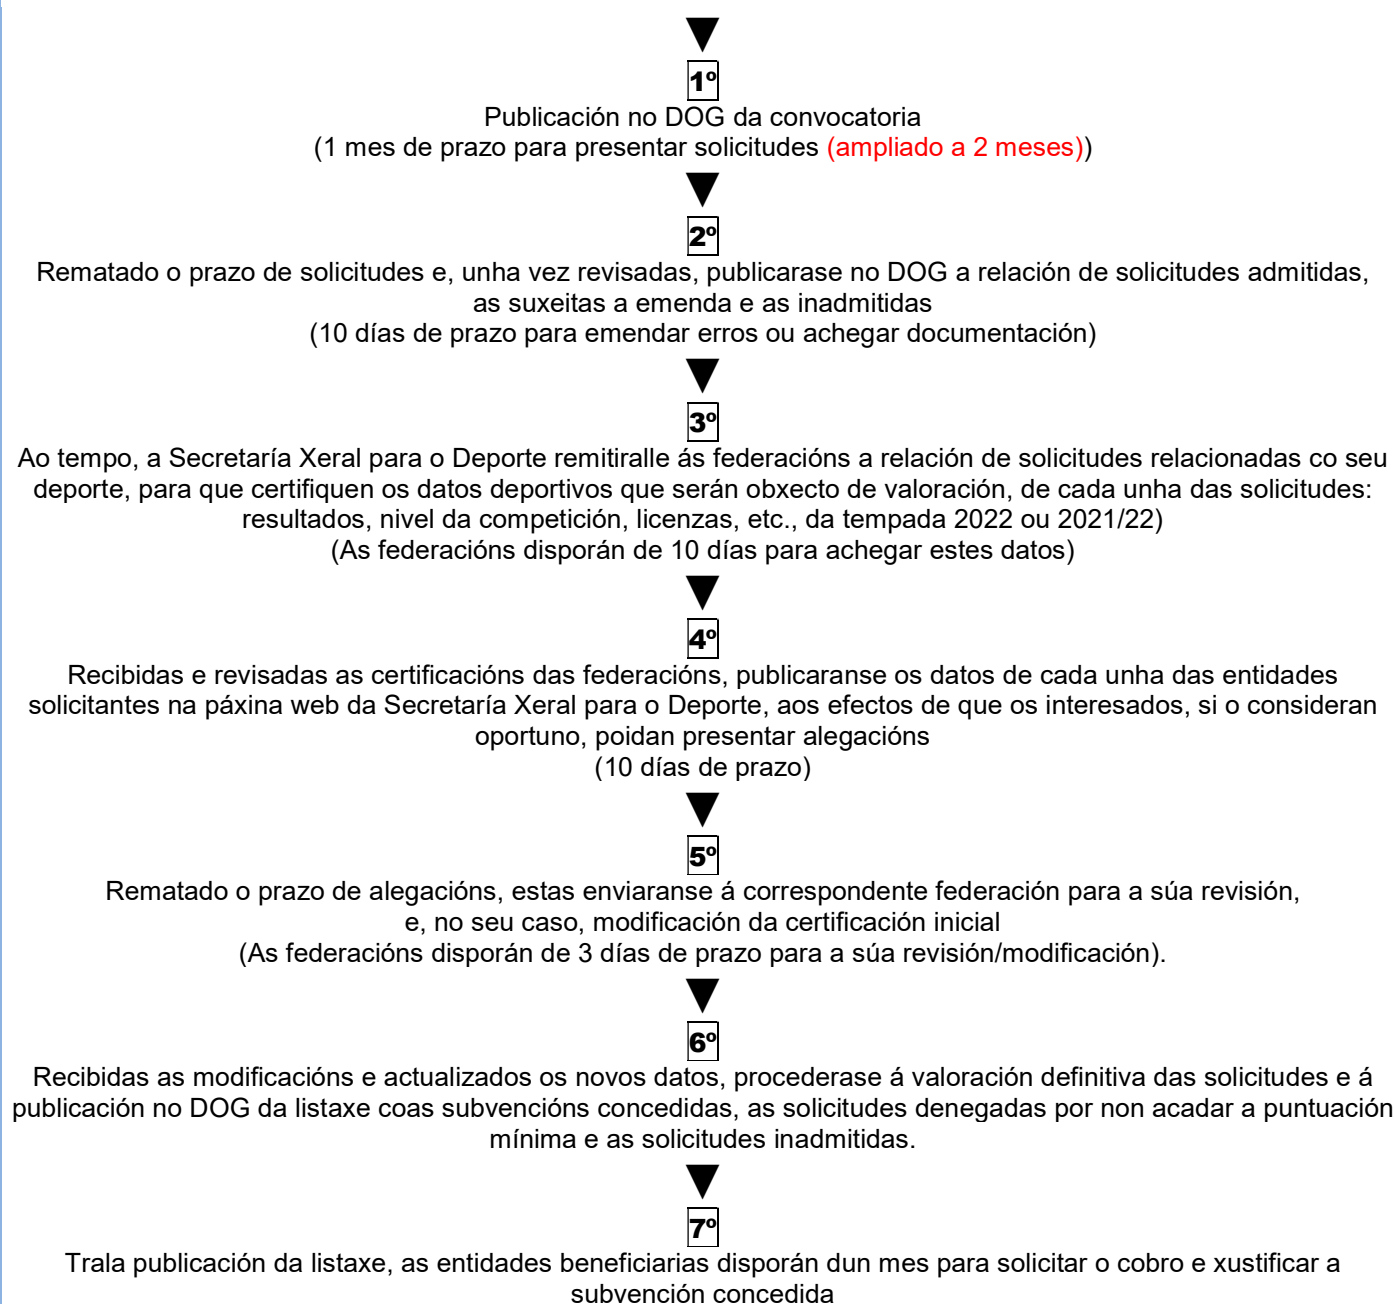 1º
Publicación no DOG da convocatoria
(1 mes de prazo para presentar solicitudes (ampliado a 2 meses))
2º
Rematado o prazo de solicitudes e, unha vez revisadas, publicarase no DOG a relación de solicitudes admitidas,
as suxeitas a emenda e as inadmitidas
(10 días de prazo para emendar erros ou achegar documentación)
3º
Ao tempo, a Secretaría Xeral para o Deporte remitiralle ás federacións a relación de solicitudes relacionadas co seu
deporte, para que certifiquen os datos deportivos que serán obxecto de valoración, de cada unha das solicitudes:
resultados, nivel da competición, licenzas, etc., da tempada 2022 ou 2021/22)
(As federacións disporán de 10 días para achegar estes datos)
4º
Recibidas e revisadas as certificacións das federacións, publicaranse os datos de cada unha das entidades
solicitantes na páxina web da Secretaría Xeral para o Deporte, aos efectos de que os interesados, si o consideran
oportuno, poidan presentar alegacións
(10 días de prazo)
5º
Rematado o prazo de alegacións, estas enviaranse á correspondente federación para a súa revisión,
e, no seu caso, modificación da certificación inicial
(As federacións disporán de 3 días de prazo para a súa revisión/modificación).
6º
Recibidas as modificacións e actualizados os novos datos, procederase á valoración definitiva das solicitudes e á
publicación no DOG da listaxe coas subvencións concedidas, as solicitudes denegadas por non acadar a puntuación
mínima e as solicitudes inadmitidas.
7º
Trala publicación da listaxe, as entidades beneficiarias disporán dun mes para solicitar o cobro e xustificar a
subvención concedida